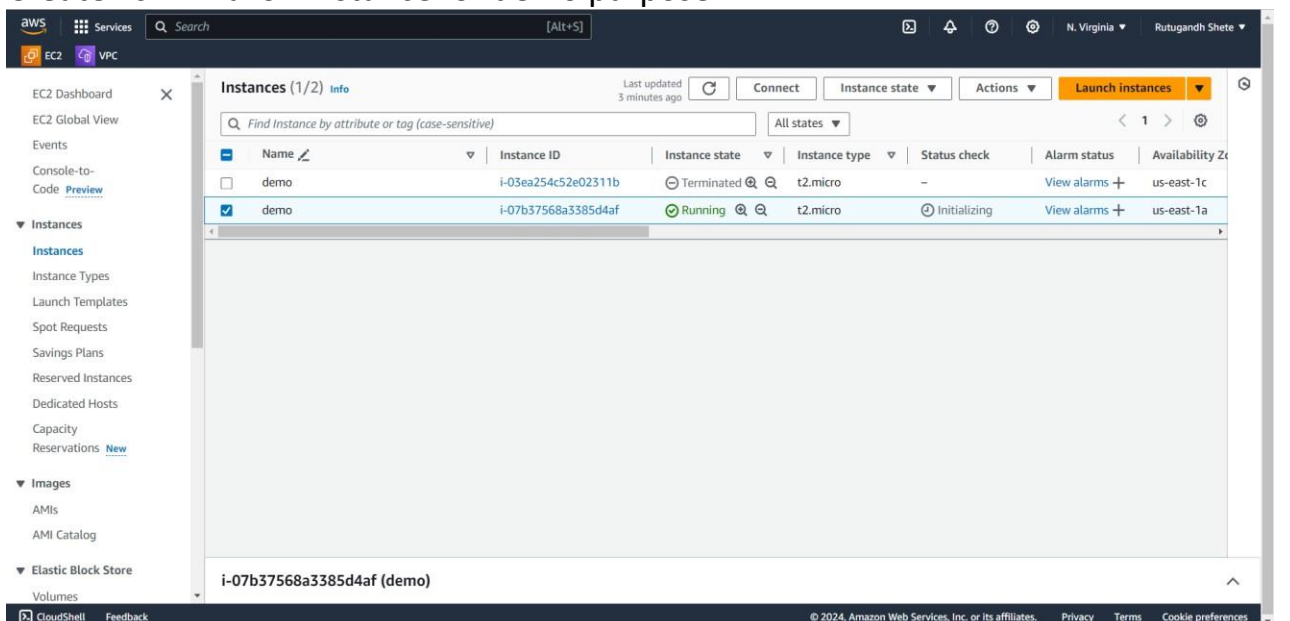 aws Services Search [Alt+S] N. Virginia Rutugandh Shete
EC2 VPC
EC2 Dashboard
EC2 Global View
Events
Console-to-
Code Preview
Instances
Instances
Instance Types
Launch Templates
Spot Requests
Savings Plans
Reserved Instances
Dedicated Hosts
Capacity
Reservations New
Images
AMIs
AMI Catalog
Elastic Block Store
Volumes
Instances (1/2) Info
Last updated
3 minutes ago
Connect Instance state Actions Launch instances
Find Instance by attribute or tag (case-sensitive) All states 1
Name Instance ID Instance state Instance type Status check Alarm status Availability Zo
demo i-03ea254c52e02311b Terminated t2.micro – View alarms + us-east-1c
demo i-07b37568a3385d4af Running t2.micro Initializing View alarms + us-east-1a
i-07b37568a3385d4af (demo)
CloudShell Feedback © 2024, Amazon Web Services, Inc. or its affiliates. Privacy Terms Cookie preferences